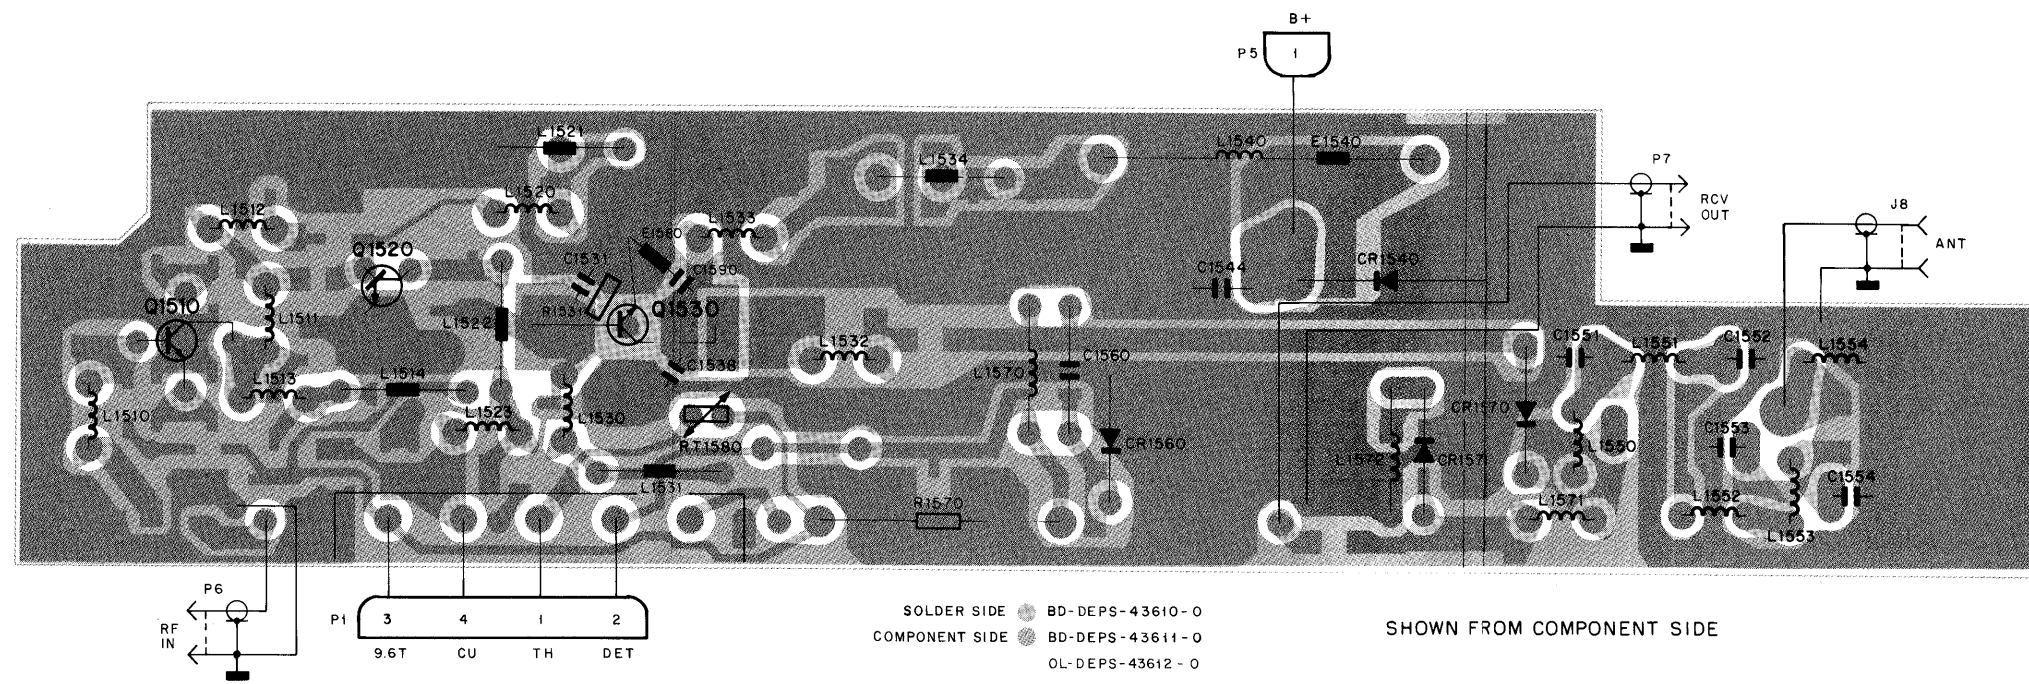 B+
P5
1
L1521
L1534
L1540
E1540
P7
RCV
OUT
J8
ANT
L1512
L1520
L1533
E1580
Q1520
C1531
C1590
C1544
CR1540
Q1510
L1511
R1531
Q1530
L1522
L1532
C1551
L1551
C1552
L1554
C1538
C1560
L1570
L1513
L1514
L1510
L1523
L1530
CR1570
RT1580
CR1560
L1550
C1553
L1572
CR157
L1531
C1554
R1570
L1571
L1552
L1553
P6
RF
IN
P1
3
4
1
2
9.6T
CU
TH
DET
SOLDER SIDE BD-DEPS-43610-0
COMPONENT SIDE BD-DEPS-43611-0
OL-DEPS-43612-0
SHOWN FROM COMPONENT SIDE